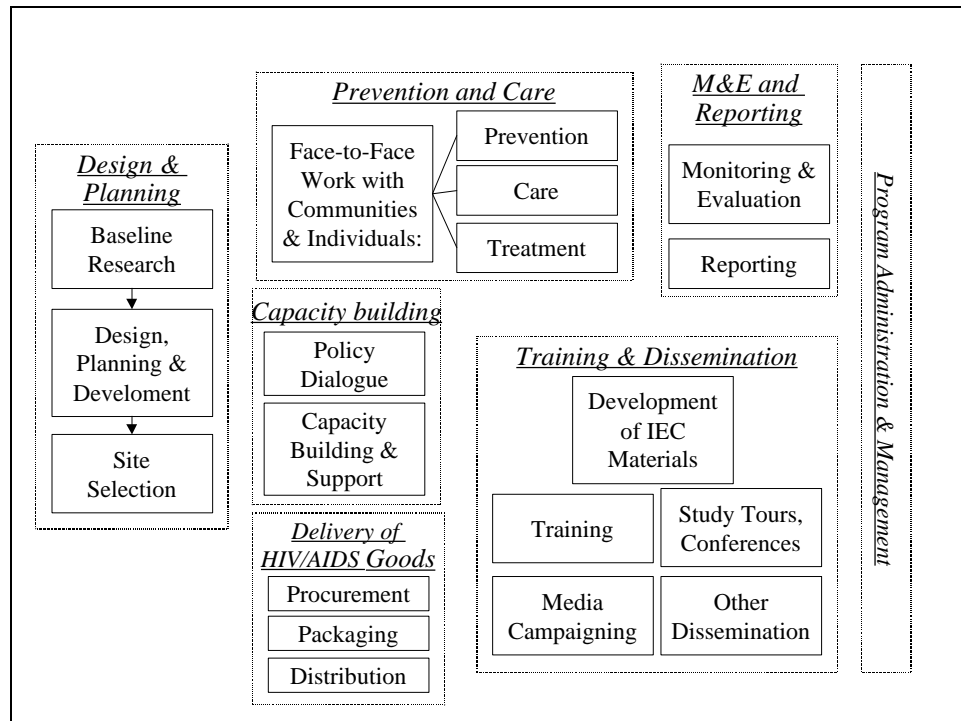 Design &
Planning
Baseline
Research
Design,
Planning &
Develoment
Site
Selection
Prevention and Care
Face-to-Face
Work with
Communities
& Individuals:
Prevention
Care
Treatment
Capacity building
Policy
Dialogue
Capacity
Building &
Support
Delivery of
HIV/AIDS Goods
Procurement
Packaging
Distribution
M&E and
Reporting
Monitoring &
Evaluation
Reporting
Training & Dissemination
Development
of IEC
Materials
Training
Study Tours,
Conferences
Media
Campaigning
Other
Dissemination
Program Administration & Management